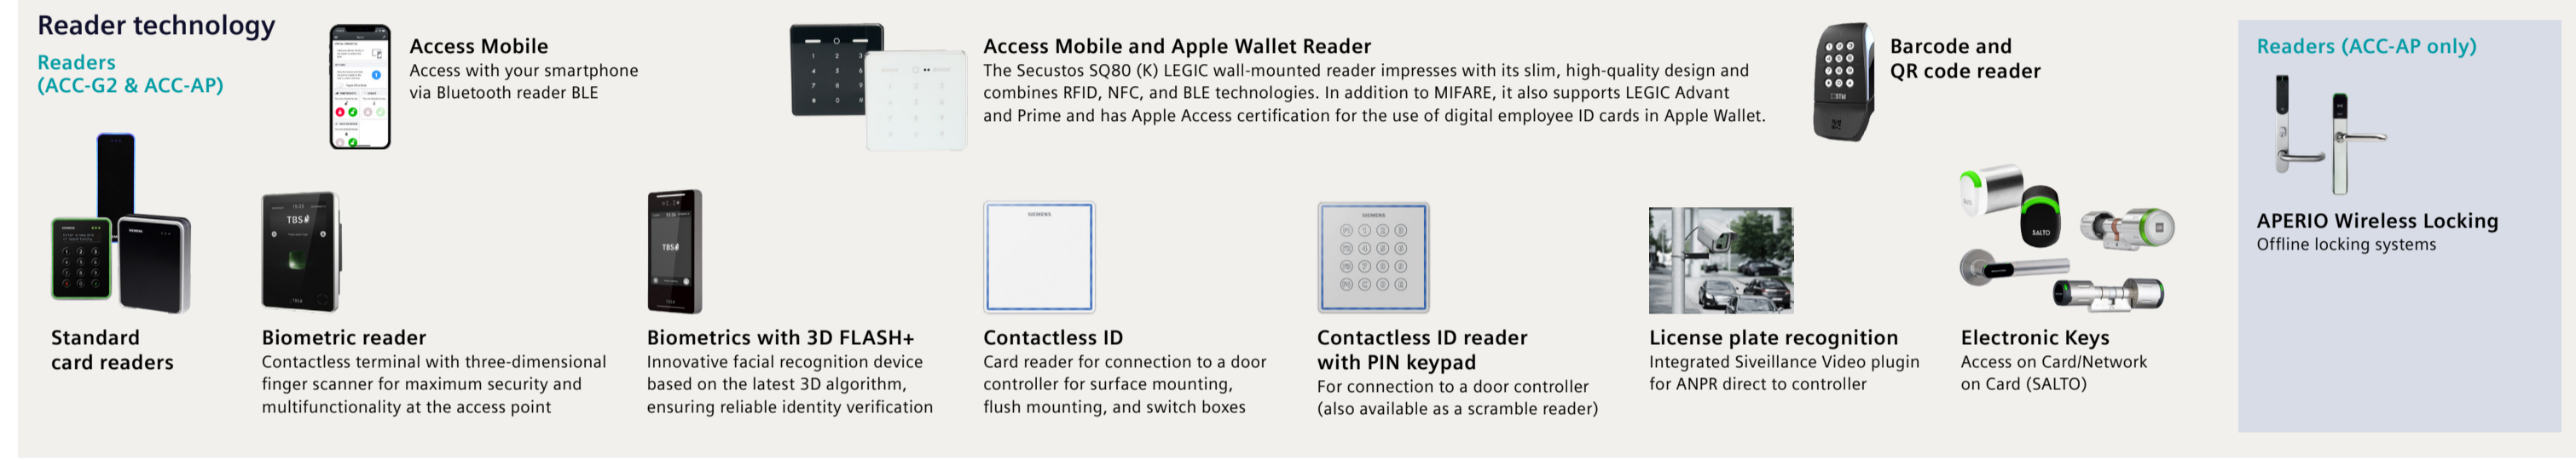 Reader technology
Readers
(ACC-G2 & ACC-AP)
Access Mobile
Access with your smartphone
via Bluetooth reader BLE
Access Mobile and Apple Wallet Reader
The Secustos SQ80 (K) LEGIC wall-mounted reader impresses with its slim, high-quality design and
combines RFID, NFC, and BLE technologies. In addition to MIFARE, it also supports LEGIC Advant
and Prime and has Apple Access certification for the use of digital employee ID cards in Apple Wallet.
Barcode and
QR code reader
Readers (ACC-AP only)
APERIO Wireless Locking
Offline locking systems
Standard
card readers
TBS
Biometric reader
Contactless terminal with three-dimensional
finger scanner for maximum security and
multifunctionality at the access point
TBS
Biometrics with 3D FLASH+
Innovative facial recognition device
based on the latest 3D algorithm,
ensuring reliable identity verification
SIEMENS
Contactless ID
Card reader for connection to a door
controller for surface mounting,
flush mounting, and switch boxes
SIEMENS
Contactless ID reader
with PIN keypad
For connection to a door controller
(also available as a scramble reader)
License plate recognition
Integrated Siveillance Video plugin
for ANPR direct to controller
SALTO
Electronic Keys
Access on Card/Network
on Card (SALTO)